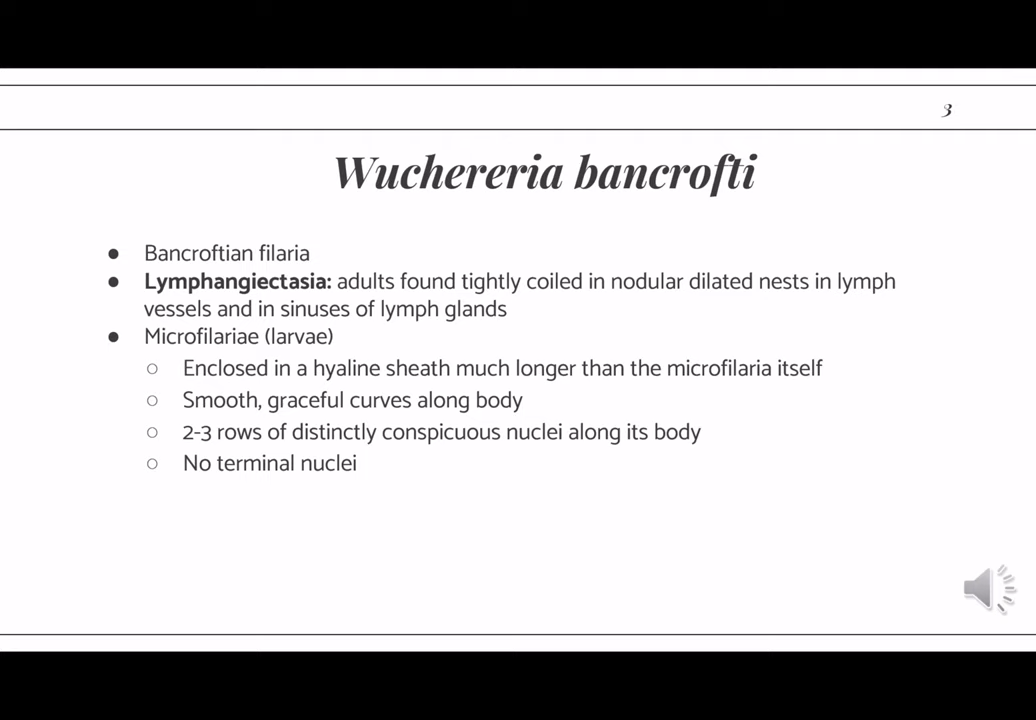 3
Wuchereria bancrofti
● Bancroftian filaria
● Lymphangiectasia: adults found tightly coiled in nodular dilated nests in lymph
vessels and in sinuses of lymph glands
● Microfilariae (larvae)
○ Enclosed in a hyaline sheath much longer than the microfilaria itself
○ Smooth, graceful curves along body
○ 2-3 rows of distinctly conspicuous nuclei along its body
○ No terminal nuclei